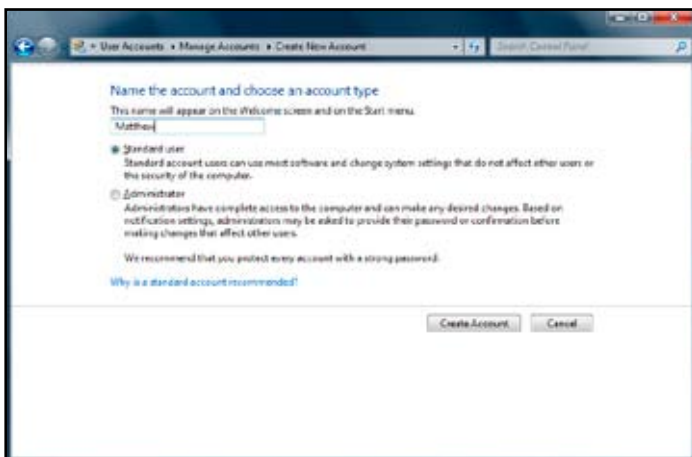 User Accounts ▸ Manage Accounts ▸ Create New Account
Search Control Panel
Name the account and choose an account type
This name will appear on the Welcome screen and on the Start menu.
Matthew
Standard user
Standard account users can use most software and change system settings that do not affect other users or
the security of the computer.
Administrator
Administrators have complete access to the computer and can make any desired changes. Based on
notification settings, administrators may be asked to provide their password or confirmation before
making changes that affect other users.
We recommend that you protect every account with a strong password.
Why is a standard account recommended?
Create Account
Cancel